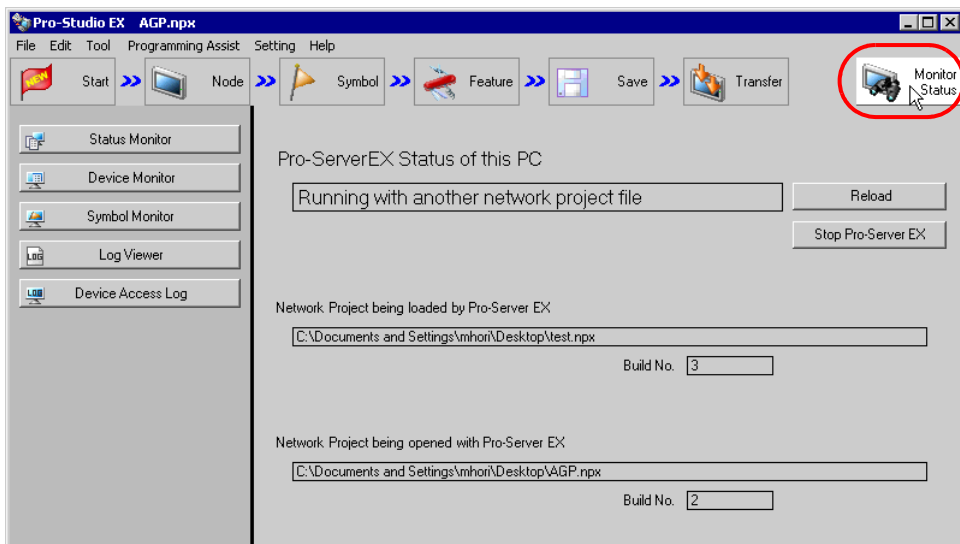 Pro-Studio EX AGP.npx
File Edit Tool Programming Assist Setting Help
NEW Start Node Symbol Feature Save Transfer Monitor
Status
Status Monitor
Device Monitor
Symbol Monitor
LOG Log Viewer
LOG Device Access Log
Pro-ServerEX Status of this PC
Running with another network project file
Reload
Stop Pro-Server EX
Network Project being loaded by Pro-Server EX
C:\Documents and Settings\mhori\Desktop\test.npx
Build No. 3
Network Project being opened with Pro-Server EX
C:\Documents and Settings\mhori\Desktop\AGP.npx
Build No. 2